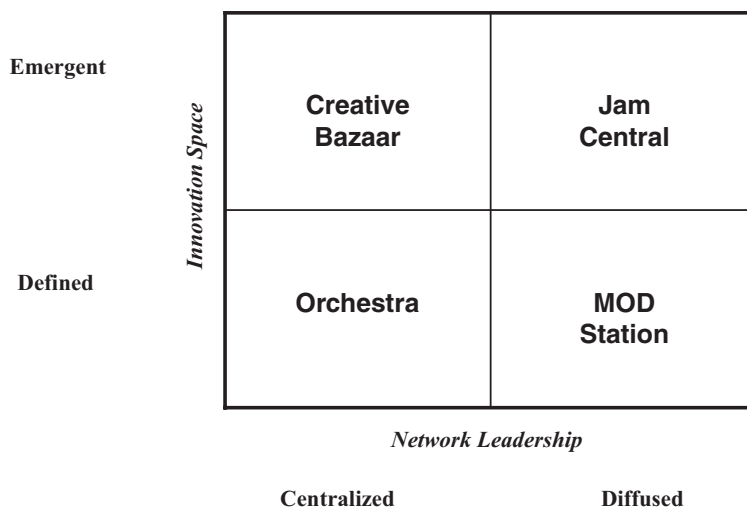 Emergent
Creative
Bazaar
Jam
Central
Innovation Space
Defined
Orchestra
MOD
Station
Network Leadership
Centralized
Diffused